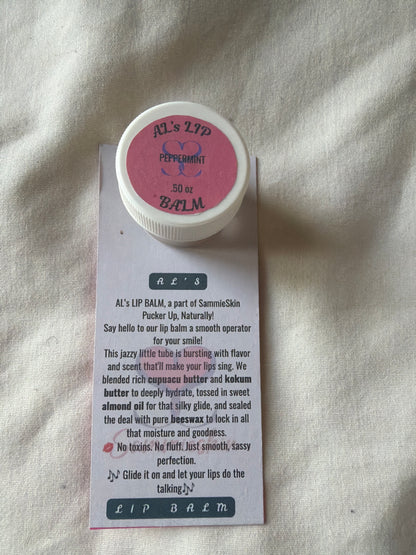 AL's LIP
PEPPERMINT
.50 oz
BALM
AL'S
AL's LIP BALM, a part of SammieSkin
Pucker Up, Naturally!
Say hello to our lip balm a smooth operator
for your smile!
This jazzy little tube is bursting with flavor
and scent that'll make your lips sing. We
blended rich cupuacu butter and kokum
butter to deeply hydrate, tossed in sweet
almond oil for that silky glide, and sealed
the deal with pure beeswax to lock in all
that moisture and goodness.
💋 No toxins. No fluff. Just smooth, sassy
perfection.
🎶 Glide it on and let your lips do the
talking🎶
LIP BALM